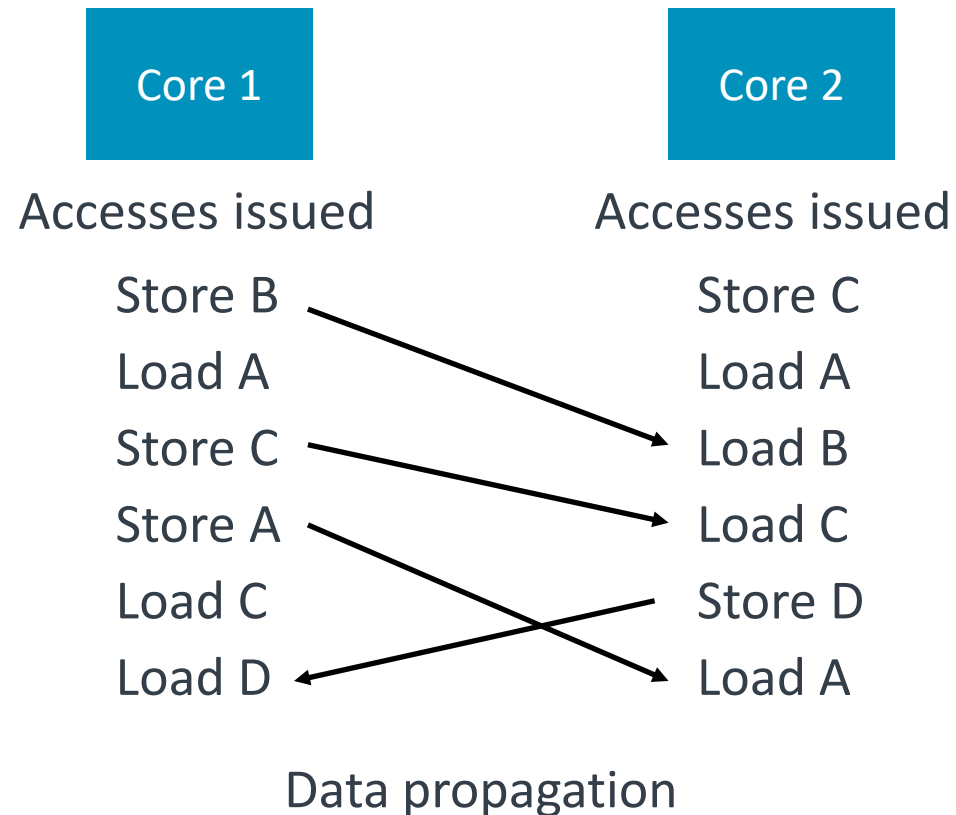 Core 1
Core 2
Accesses issued
Accesses issued
Store B
Store C
Load A
Load A
Store C
Load B
Store A
Load C
Load C
Store D
Load D
Load A
Data propagation